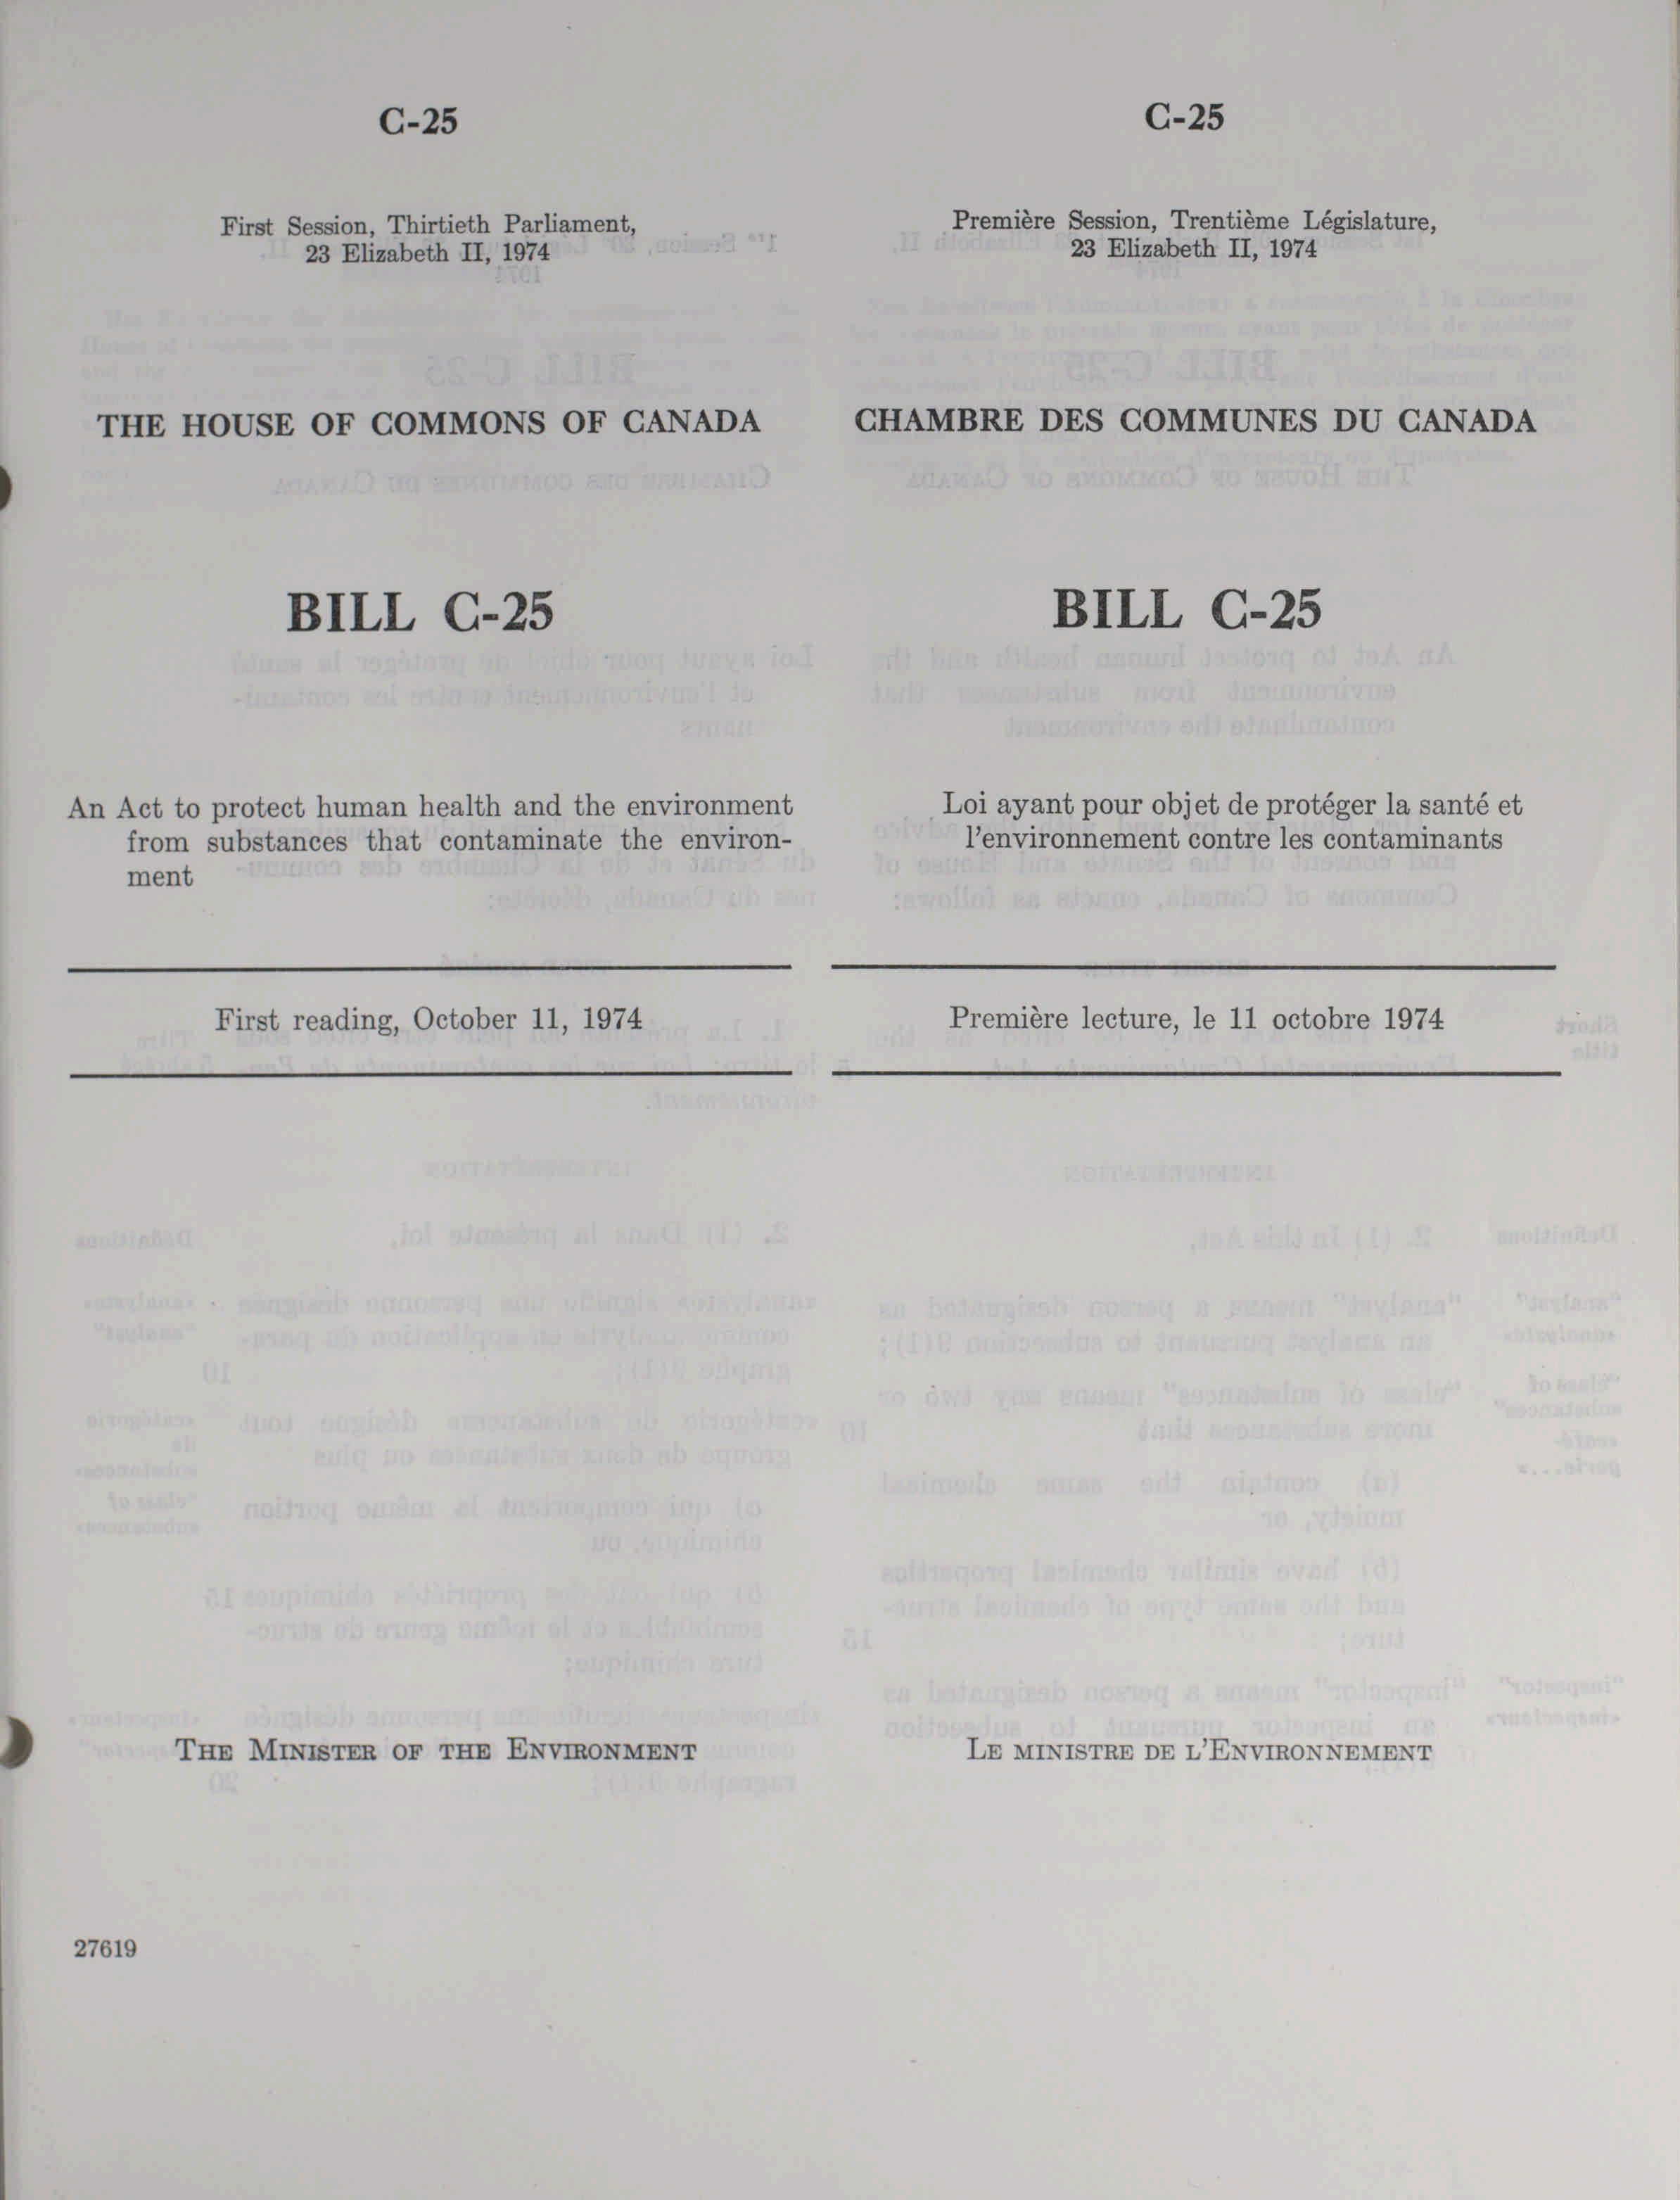 C-25
First Session, Thirtieth Parliament,
23 Elizabeth II, 1974
THE HOUSE OF COMMONS OF CANADA
BILL C-25
An Act to protect human health and the environment
from substances that contaminate the environ-
ment
First reading, October 11, 1974
THE MINISTER OF THE ENVIRONMENT
27619
C-25
Première Session, Trentième Législature,
23 Elizabeth II, 1974
CHAMBRE DES COMMUNES DU CANADA
BILL C-25
Loi ayant pour objet de protéger la santé et
l'environnement contre les contaminants
Première lecture, le 11 octobre 1974
LE MINISTRE DE L'ENVIRONNEMENT